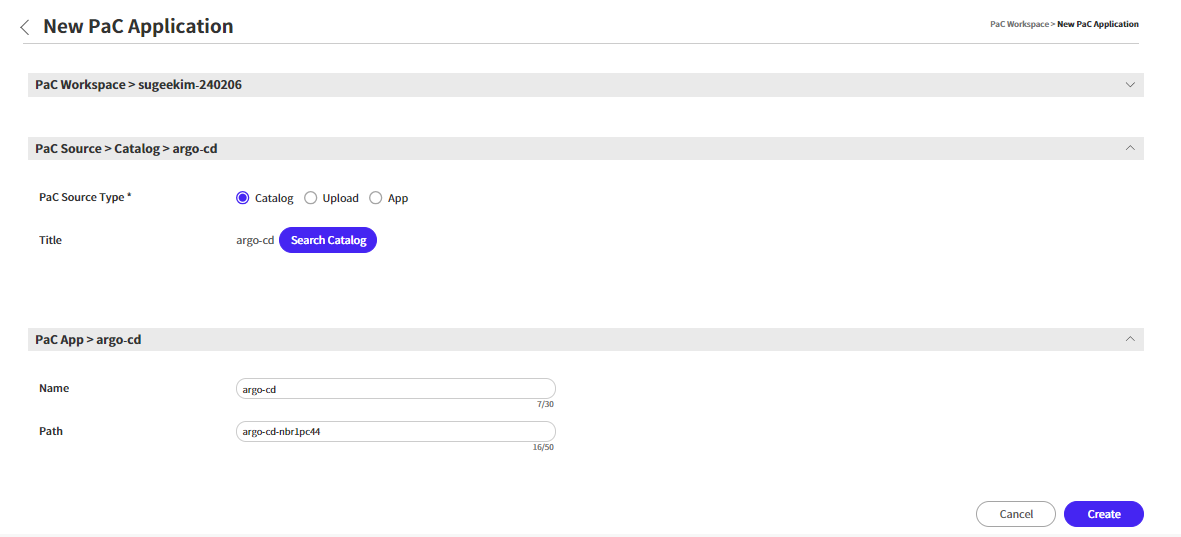 New PaC Application
PaC Workspace > New PaC Application
PaC Workspace > sugeekim-240206
PaC Source > Catalog > argo-cd
PaC Source Type *
Catalog
Upload
App
Title
argo-cd
Search Catalog
PaC App > argo-cd
Name
argo-cd
7/30
Path
argo-cd-nbr1pc44
16/50
Cancel
Create